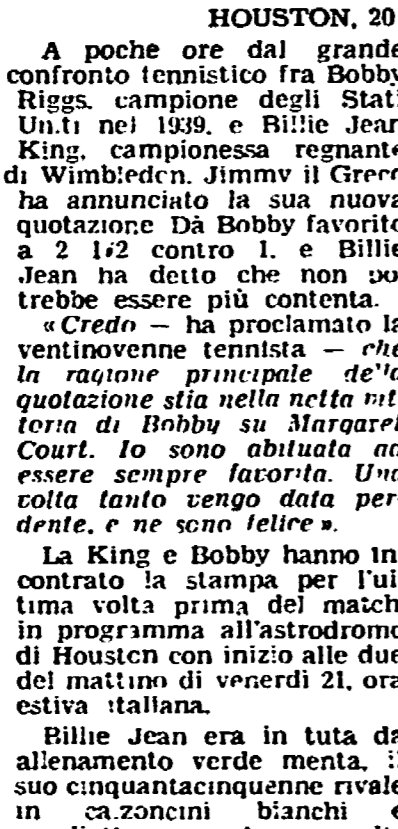 HOUSTON, 20
A poche ore dal grande
confronto tennistico fra Bobby
Riggs, campione degli Stati
Uniti nel 1939, e Billie Jean
King, campionessa regnante
di Wimbledon, Jimmy il Greco
ha annunciato la sua nuova
quotazione Dà Bobby favorito
a 2 1/2 contro 1, e Billie
Jean ha detto che non po
trebbe essere più contenta.
« Credo — ha proclamato la
ventinovenne tennista — che
la ragione principale della
quotazione stia nella netta vit
toria di Bobby su Margaret
Court. Io sono abituata ad
essere sempre favorita. Una
volta tanto vengo data per-
dente, e ne sono felice ».
La King e Bobby hanno in
contrato la stampa per l'ul
tima volta prima del match
in programma all'astrodromo
di Houston con inizio alle due
del mattino di venerdì 21, ora
estiva italiana.
Billie Jean era in tuta da
allenamento verde menta, il
suo cinquantacinquenne rivale
in calzoncini bianchi e